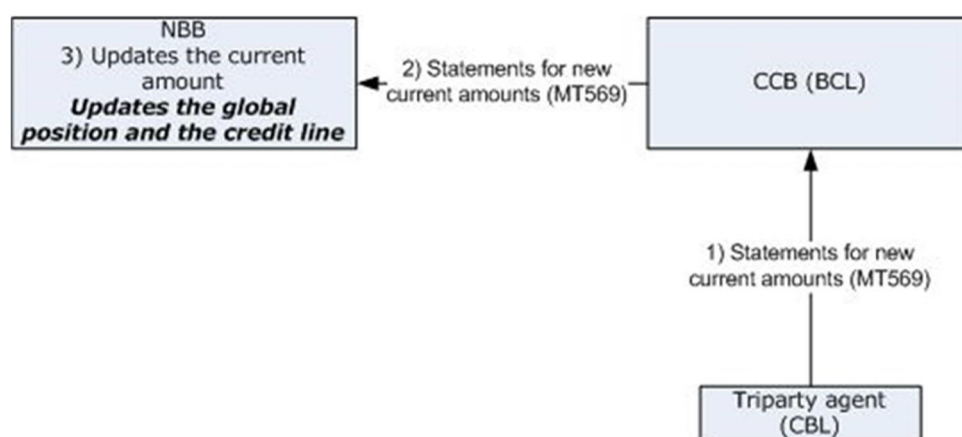 NBB
3) Updates the current
amount
Updates the global
position and the credit line
2) Statements for new
current amounts (MT569)
CCB (BCL)
1) Statements for new
current amounts (MT569)
Triparty agent
(CBL)